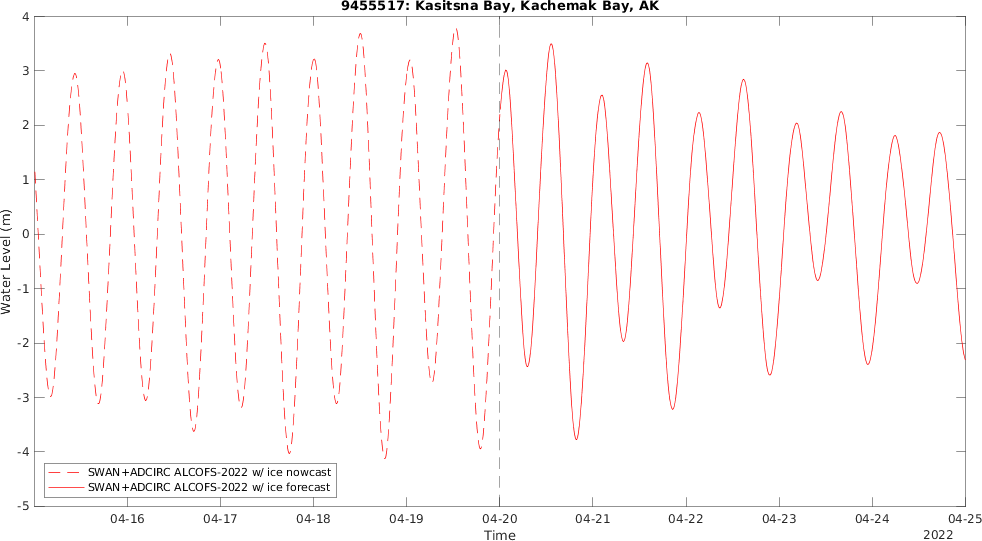 9455517: Kasitsna Bay, Kachemak Bay, AK
4
3
2
1
0
-1
-2
-3
-4
-5
Water Level (m)
SWAN+ADCIRC ALCOFS-2022 w/ ice nowcast
SWAN+ADCIRC ALCOFS-2022 w/ ice forecast
04-16 04-17 04-18 04-19 04-20 04-21 04-22 04-23 04-24 04-25
Time
2022